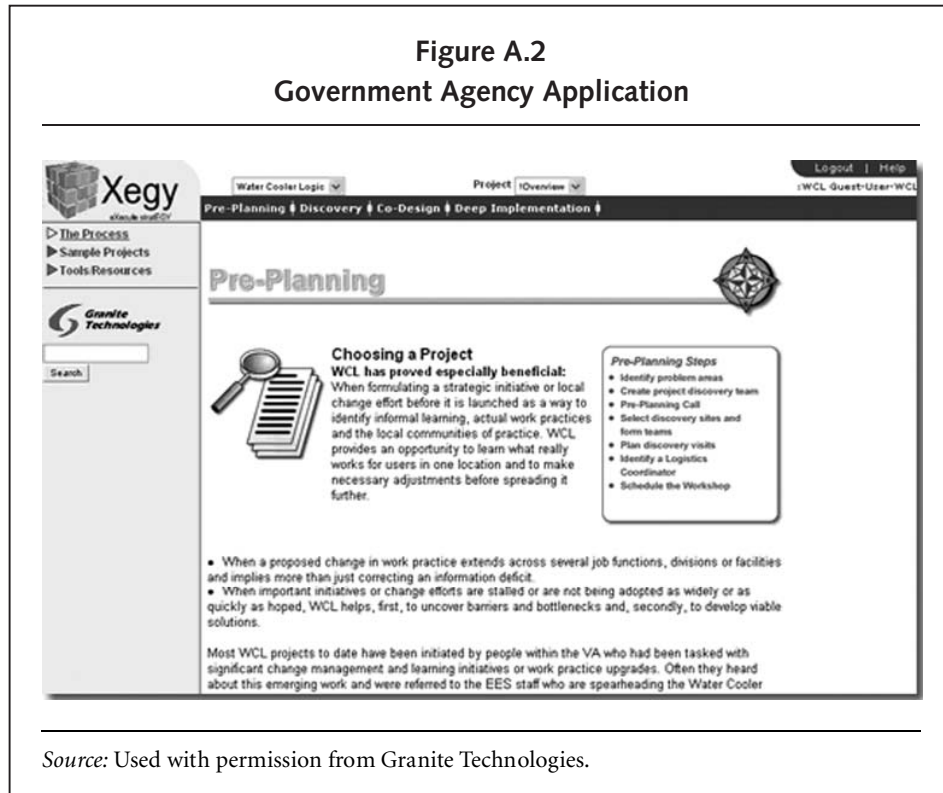 Figure A.2
Government Agency Application
Xegy
eXecute stratEGY
Water Cooler Logic
Project !Overview
Logout | Help
:WCL Guest-User-WCL
Pre-Planning Discovery Co-Design Deep Implementation
The Process
Sample Projects
Tools/Resources
Granite
Technologies
Search
Pre-Planning
Choosing a Project
WCL has proved especially beneficial:
When formulating a strategic initiative or local
change effort before it is launched as a way to
identify informal learning, actual work practices
and the local communities of practice. WCL
provides an opportunity to learn what really
works for users in one location and to make
necessary adjustments before spreading it
further.
Pre-Planning Steps
• Identify problem areas
• Create project discovery team
• Pre-Planning Call
• Select discovery sites and
form teams
• Plan discovery visits
• Identify a Logistics
Coordinator
• Schedule the Workshop
• When a proposed change in work practice extends across several job functions, divisions or facilities
and implies more than just correcting an information deficit.
• When important initiatives or change efforts are stalled or are not being adopted as widely or as
quickly as hoped, WCL helps, first, to uncover barriers and bottlenecks and, secondly, to develop viable
solutions.
Most WCL projects to date have been initiated by people within the VA who had been tasked with
significant change management and learning initiatives or work practice upgrades. Often they heard
about this emerging work and were referred to the EES staff who are spearheading the Water Cooler
Source: Used with permission from Granite Technologies.